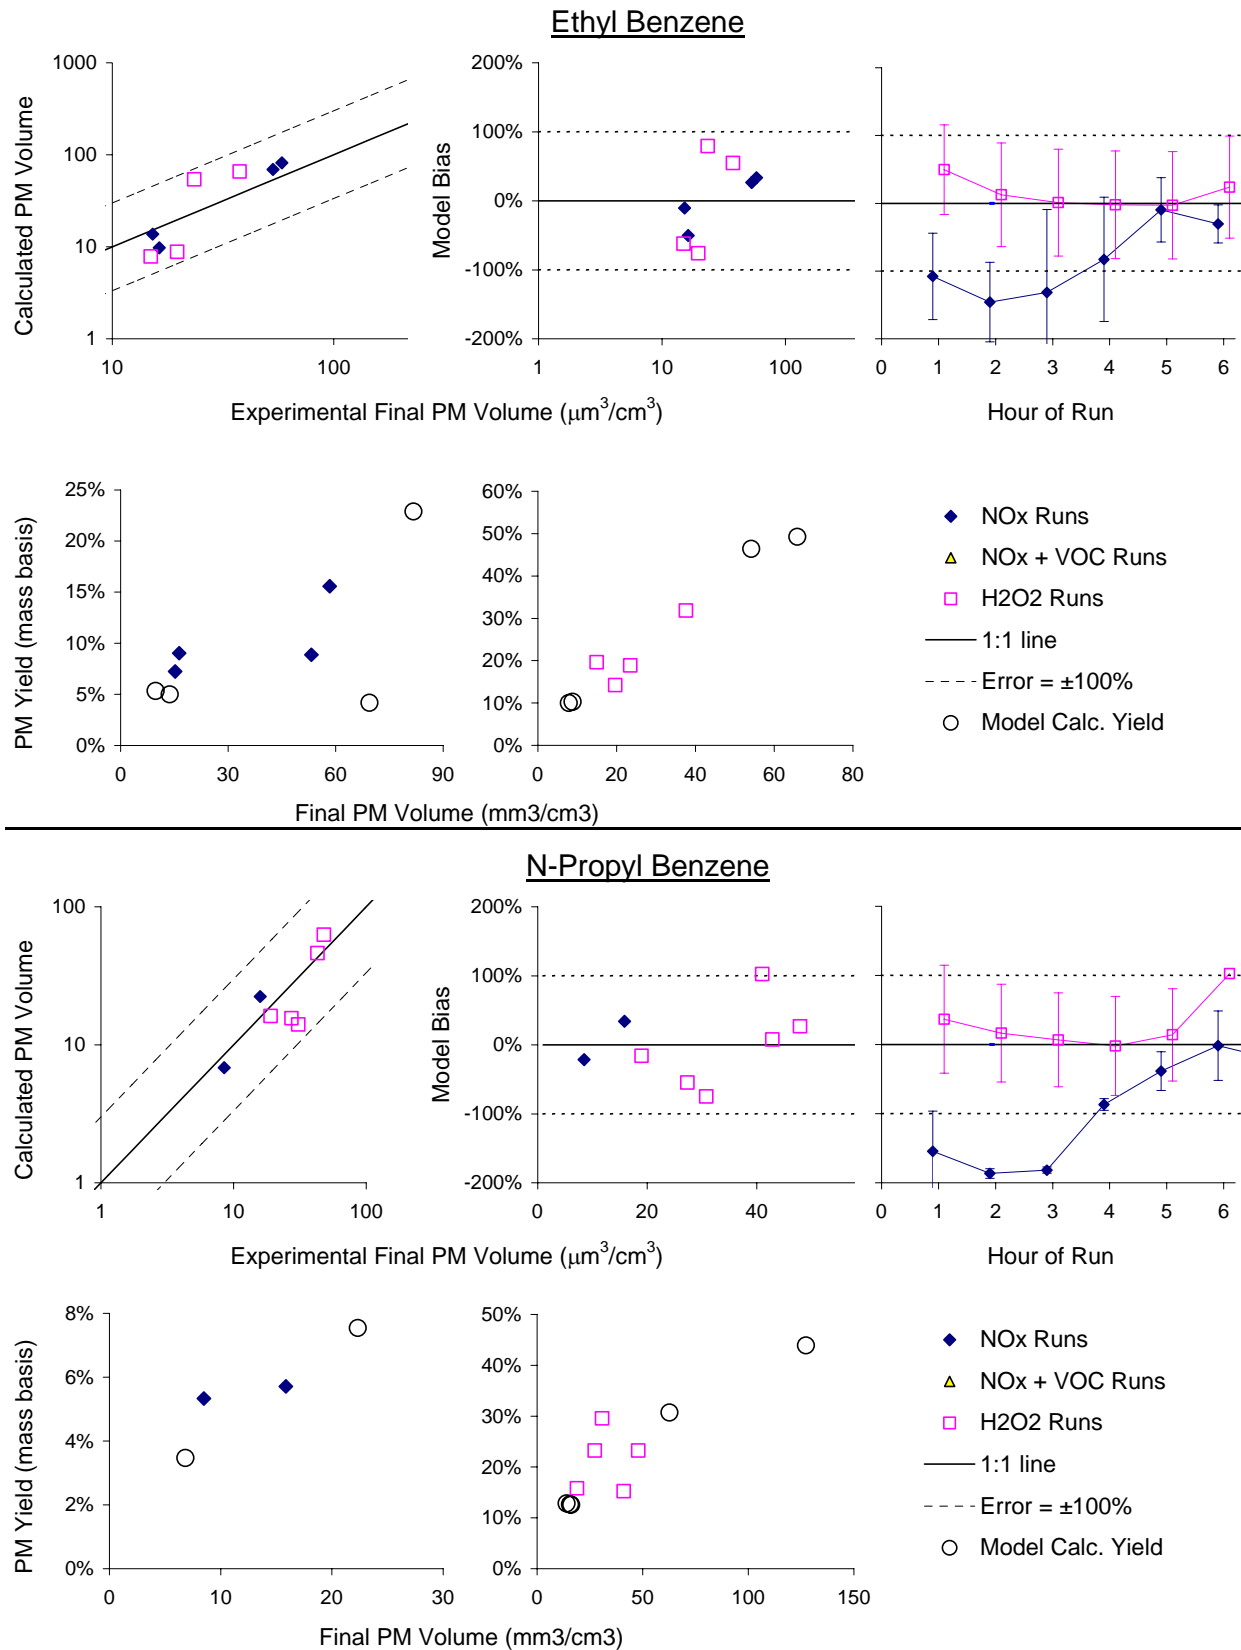 Ethyl Benzene
Calculated PM Volume
1000
100
10
1
10 100
Model Bias
200%
100%
0%
-100%
-200%
1 10 100
0 1 2 3 4 5 6
Experimental Final PM Volume (μm³/cm³)
Hour of Run
PM Yield (mass basis)
25%
20%
15%
10%
5%
0%
0 30 60 90
60%
50%
40%
30%
20%
10%
0%
0 20 40 60 80
Final PM Volume (mm3/cm3)
NOx Runs
NOx + VOC Runs
H2O2 Runs
1:1 line
Error = ±100%
Model Calc. Yield
N-Propyl Benzene
Calculated PM Volume
100
10
1
1 10 100
Model Bias
200%
100%
0%
-100%
-200%
0 20 40
0 1 2 3 4 5 6
Experimental Final PM Volume (μm³/cm³)
Hour of Run
PM Yield (mass basis)
8%
6%
4%
2%
0%
0 10 20 30
50%
40%
30%
20%
10%
0%
0 50 100 150
Final PM Volume (mm3/cm3)
NOx Runs
NOx + VOC Runs
H2O2 Runs
1:1 line
Error = ±100%
Model Calc. Yield